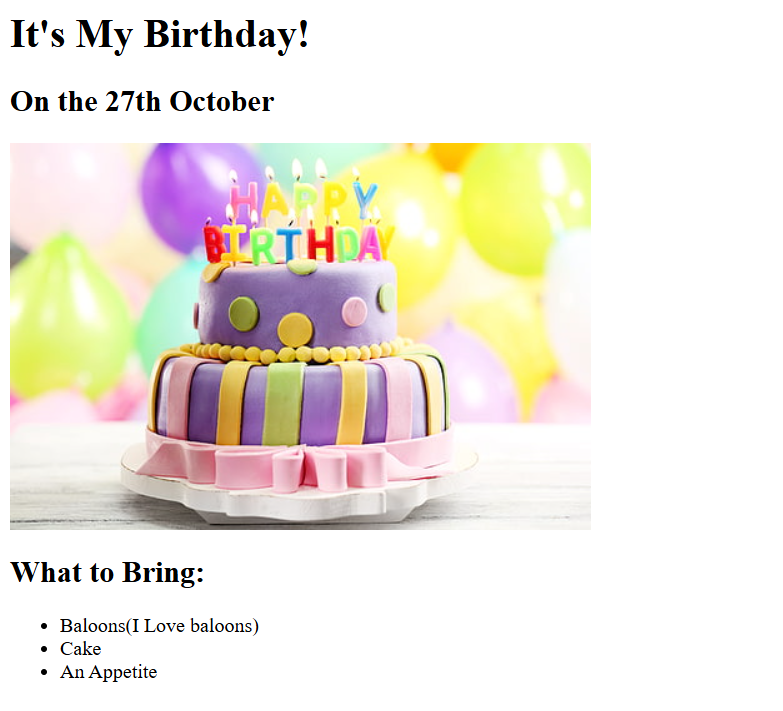 It's My Birthday!
On the 27th October
HAPPY
BIRTHDAY
What to Bring:
Baloons(I Love baloons)
Cake
An Appetite